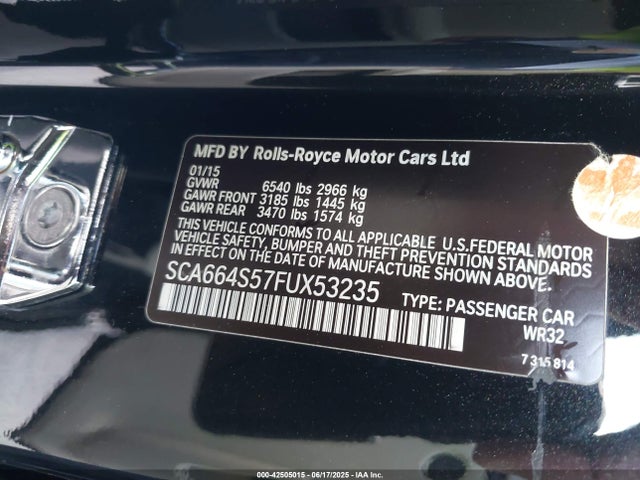 MFD BY Rolls-Royce Motor Cars Ltd
01/15
GVWR 6540 lbs 2966 kg
GAWR FRONT 3185 lbs 1445 kg
GAWR REAR 3470 lbs 1574 kg
THIS VEHICLE CONFORMS TO ALL APPLICABLE U.S.FEDERAL MOTOR
VEHICLE SAFETY, BUMPER AND THEFT PREVENTION STANDARDS
IN EFFECT ON THE DATE OF MANUFACTURE SHOWN ABOVE.
SCA664S57FUX53235 TYPE: PASSENGER CAR
WR32
7315814
000-42505015 - 06/17/2025 - IAA Inc.